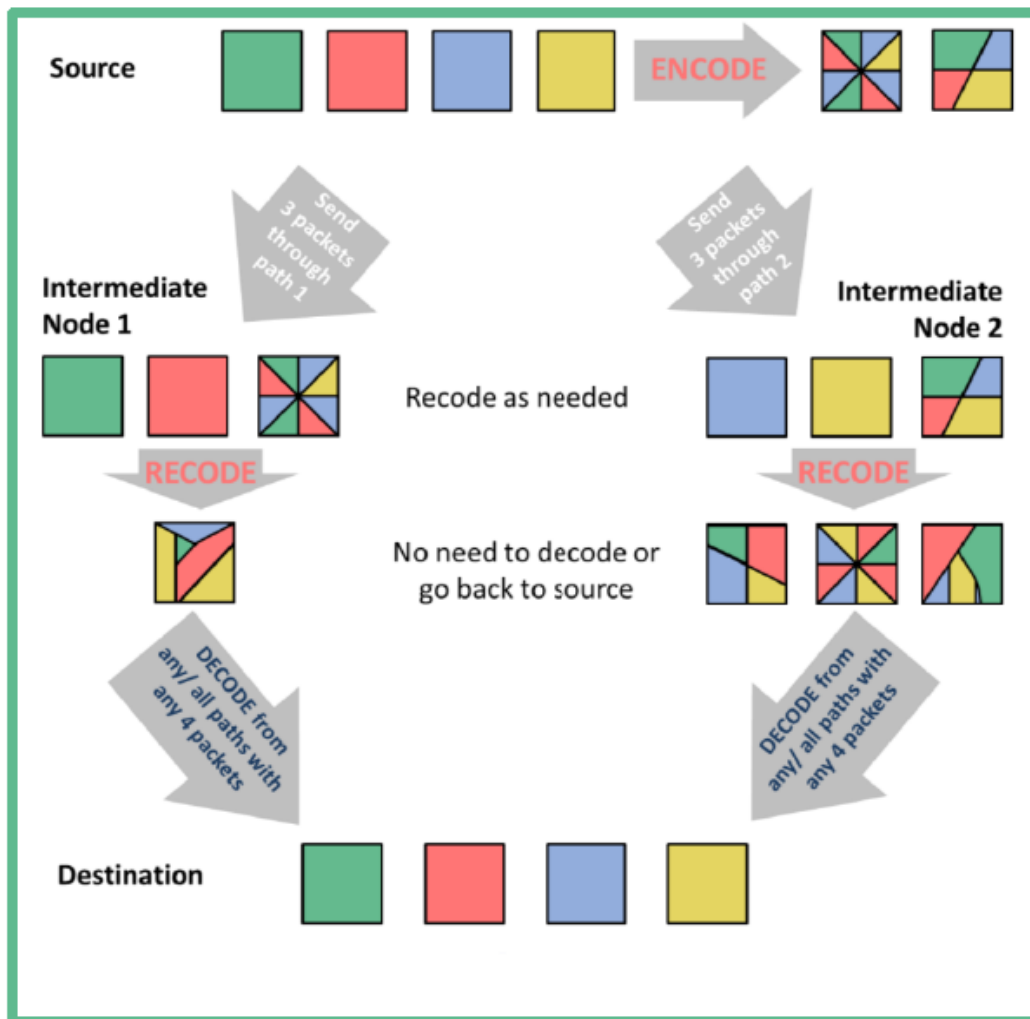 Source
ENCODE
Send
3 packets
through
path 1
Send
3 packets
through
path 2
Intermediate
Node 1
Intermediate
Node 2
Recode as needed
RECODE
RECODE
No need to decode or
go back to source
DECODE from
any/ all paths with
any 4 packets
DECODE from
any/ all paths with
any 4 packets
Destination